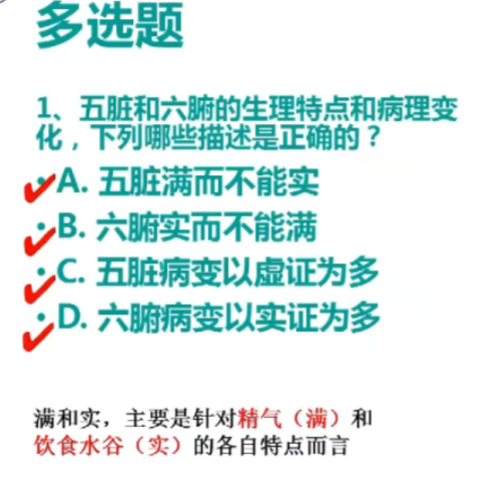 多选题
1、五脏和六腑的生理特点和病理变
化，下列哪些描述是正确的？
A. 五脏满而不能实
B. 六腑实而不能满
C. 五脏病变以虚证为多
D. 六腑病变以实证为多
满和实，主要是针对精气（满）和
饮食水谷（实）的各自特点而言